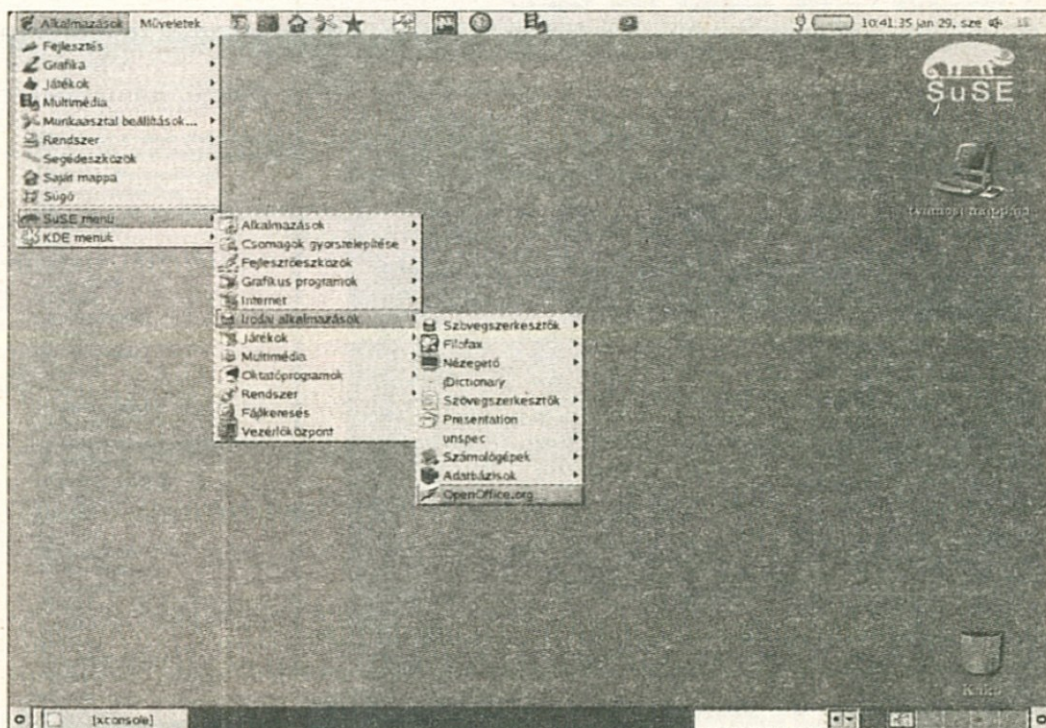 Alkalmazások Műveletek 10:41:35 jan 29, sze
Fejlesztés
Grafika
Játékok
Multimédia
Munkaasztal beállítások...
Rendszer
Segédeszközök
Saját mappa
Súgó
SuSE menü
KDE menük
SuSE
Alkalmazások
Csomagok gyorstelepítése
Fejlesztőeszközök
Grafikus programok
Internet
Irodai alkalmazások
Játékok
Multimédia
Oktatóprogramok
Rendszer
Fájlkeresés
Vezérlőközpont
Szövegszerkesztők
Filofax
Nézegető
jDictionary
Szövegszerkesztők
Presentation
unspec
Számológépek
Adatbázisok
OpenOffice.org
[xconsole]